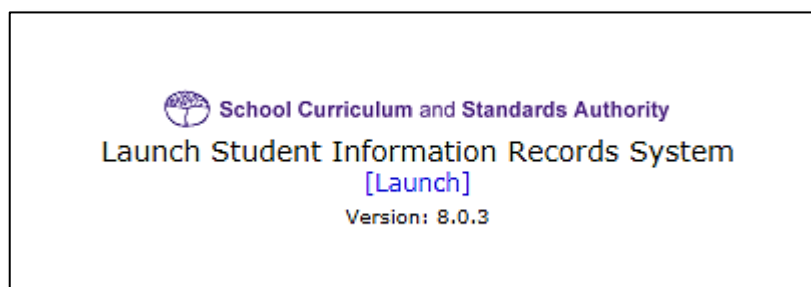 School Curriculum and Standards Authority
Launch Student Information Records System
[Launch]
Version: 8.0.3